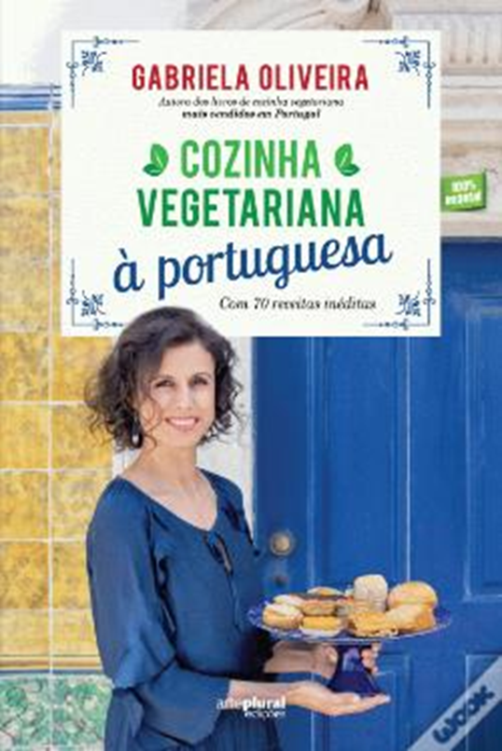 GABRIELA OLIVEIRA
Autora dos livros de cozinha vegetariana
mais vendidos em Portugal
COZINHA
VEGETARIANA
à portuguesa
Com 70 receitas inéditas
100%
vegetal
arteplural
edições
WOOK